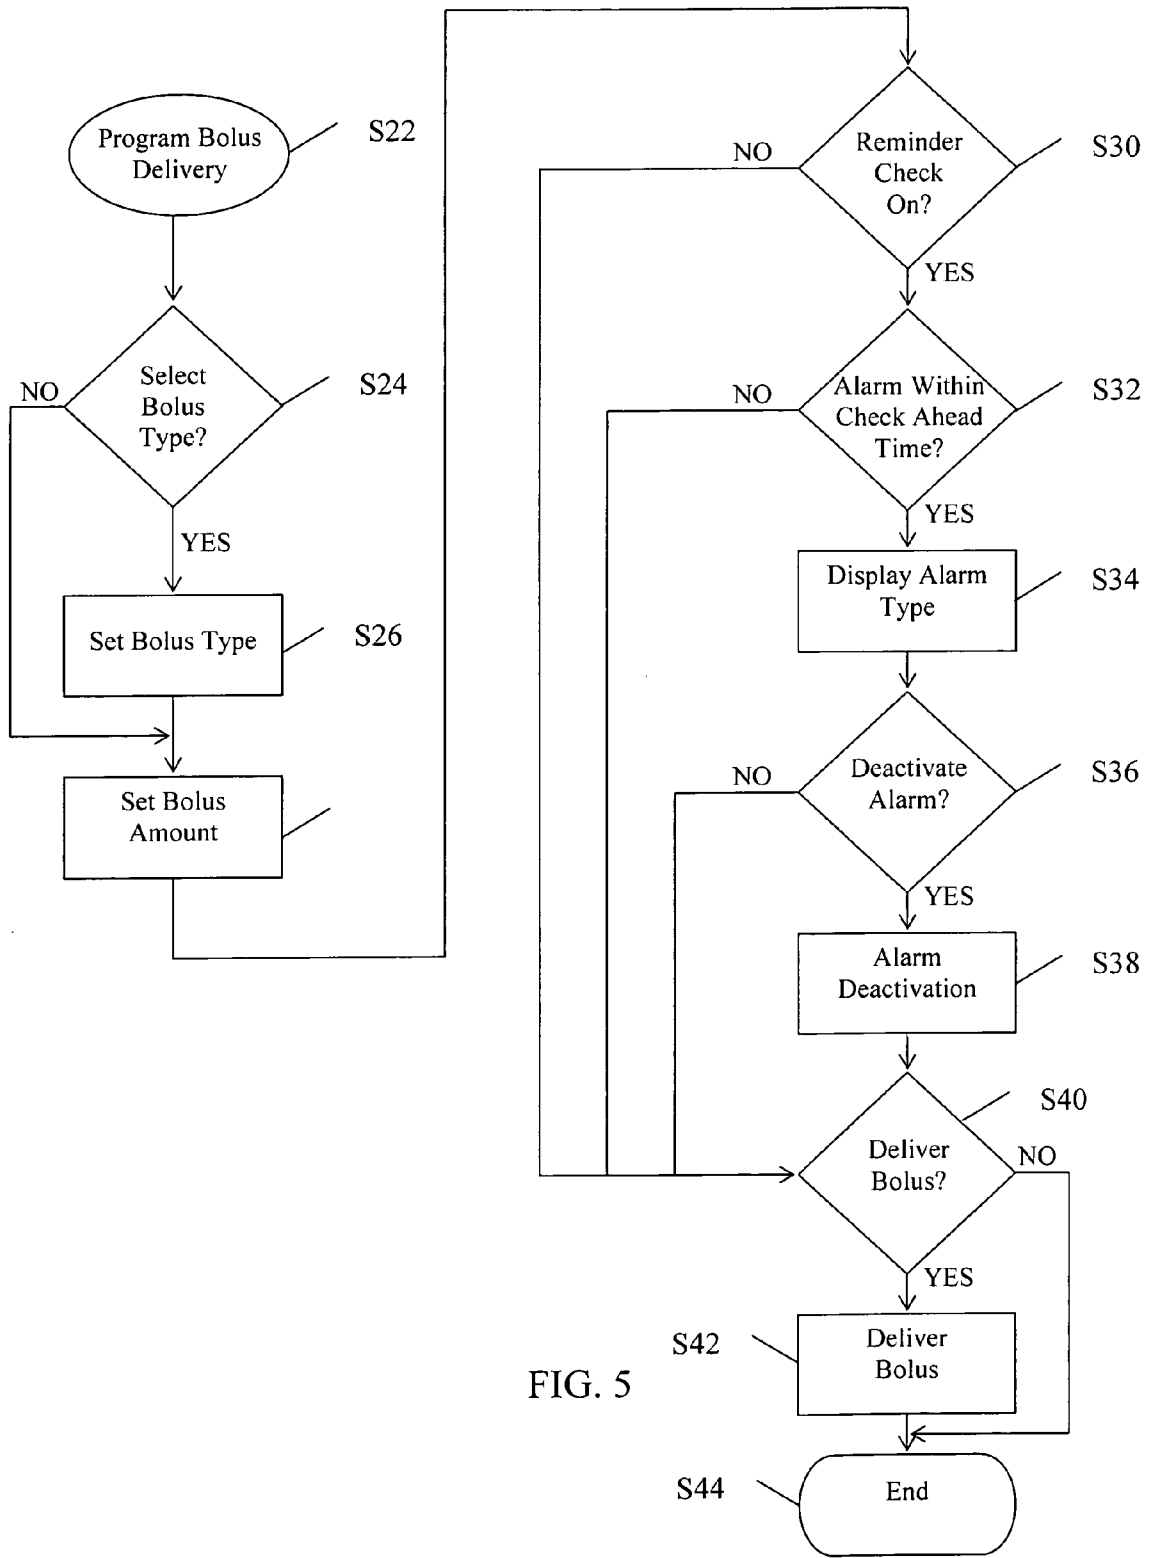 Program Bolus
Delivery
S22
Select
Bolus
Type?
S24
NO
YES
Set Bolus Type
S26
Set Bolus
Amount
Reminder
Check
On?
S30
NO
YES
Alarm Within
Check Ahead
Time?
S32
NO
YES
Display Alarm
Type
S34
Deactivate
Alarm?
S36
NO
YES
Alarm
Deactivation
S38
Deliver
Bolus?
S40
NO
YES
Deliver
Bolus
S42
End
S44
FIG. 5